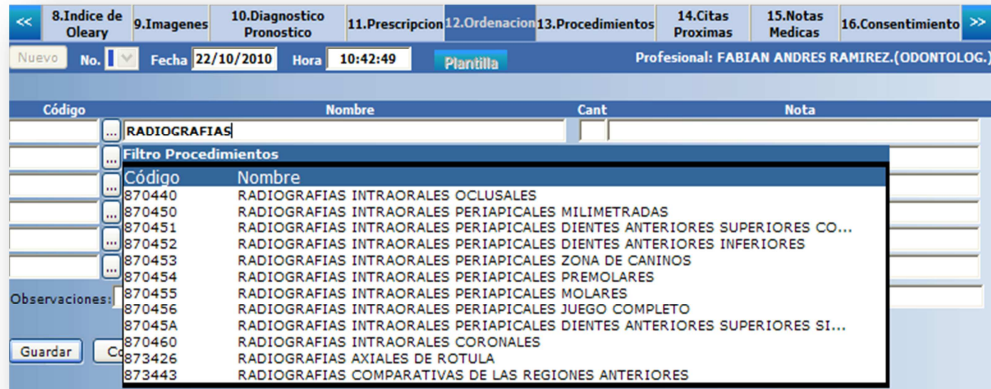 << 8.Indice de Oleary 9.Imagenes 10.Diagnostico Pronostico 11.Prescripcion 12.Ordenacion 13.Procedimientos 14.Citas Proximas 15.Notas Medicas 16.Consentimiento >>
Nuevo No. Fecha 22/10/2010 Hora 10:42:49 Plantilla Profesional: FABIAN ANDRES RAMIREZ.(ODONTOLOG.)
Código Nombre Cant Nota
... RADIOGRAFIAS
... Filtro Procedimientos
Código Nombre
870440 RADIOGRAFIAS INTRAORALES OCLUSALES
870450 RADIOGRAFIAS INTRAORALES PERIAPICALES MILIMETRADAS
870451 RADIOGRAFIAS INTRAORALES PERIAPICALES DIENTES ANTERIORES SUPERIORES CO...
870452 RADIOGRAFIAS INTRAORALES PERIAPICALES DIENTES ANTERIORES INFERIORES
870453 RADIOGRAFIAS INTRAORALES PERIAPICALES ZONA DE CANINOS
870454 RADIOGRAFIAS INTRAORALES PERIAPICALES PREMOLARES
870455 RADIOGRAFIAS INTRAORALES PERIAPICALES MOLARES
870456 RADIOGRAFIAS INTRAORALES PERIAPICALES JUEGO COMPLETO
87045A RADIOGRAFIAS INTRAORALES PERIAPICALES DIENTES ANTERIORES SUPERIORES SI...
870460 RADIOGRAFIAS INTRAORALES CORONALES
873426 RADIOGRAFIAS AXIALES DE ROTULA
873443 RADIOGRAFIAS COMPARATIVAS DE LAS REGIONES ANTERIORES
Observaciones:
Guardar Co